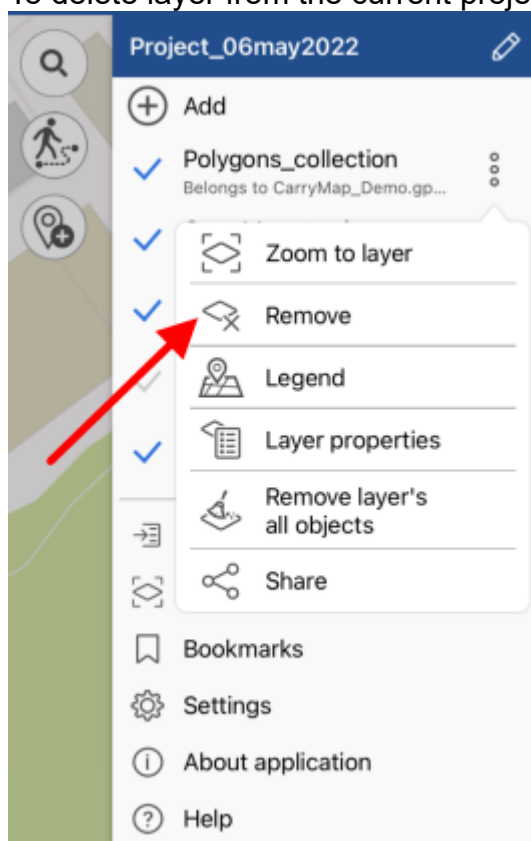 Project_06may2022
Add
Polygons_collection
Belongs to CarryMap_Demo.gp...
Zoom to layer
Remove
Legend
Layer properties
Remove layer's
all objects
Share
Bookmarks
Settings
About application
Help